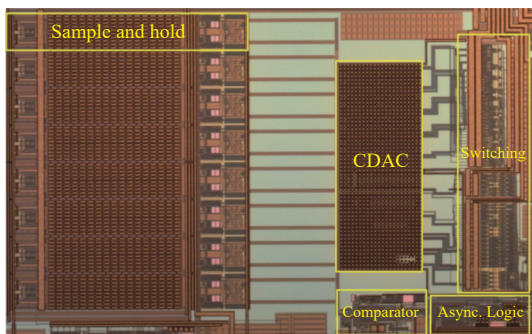 Sample and hold
CDAC
Switching
Comparator
Async. Logic